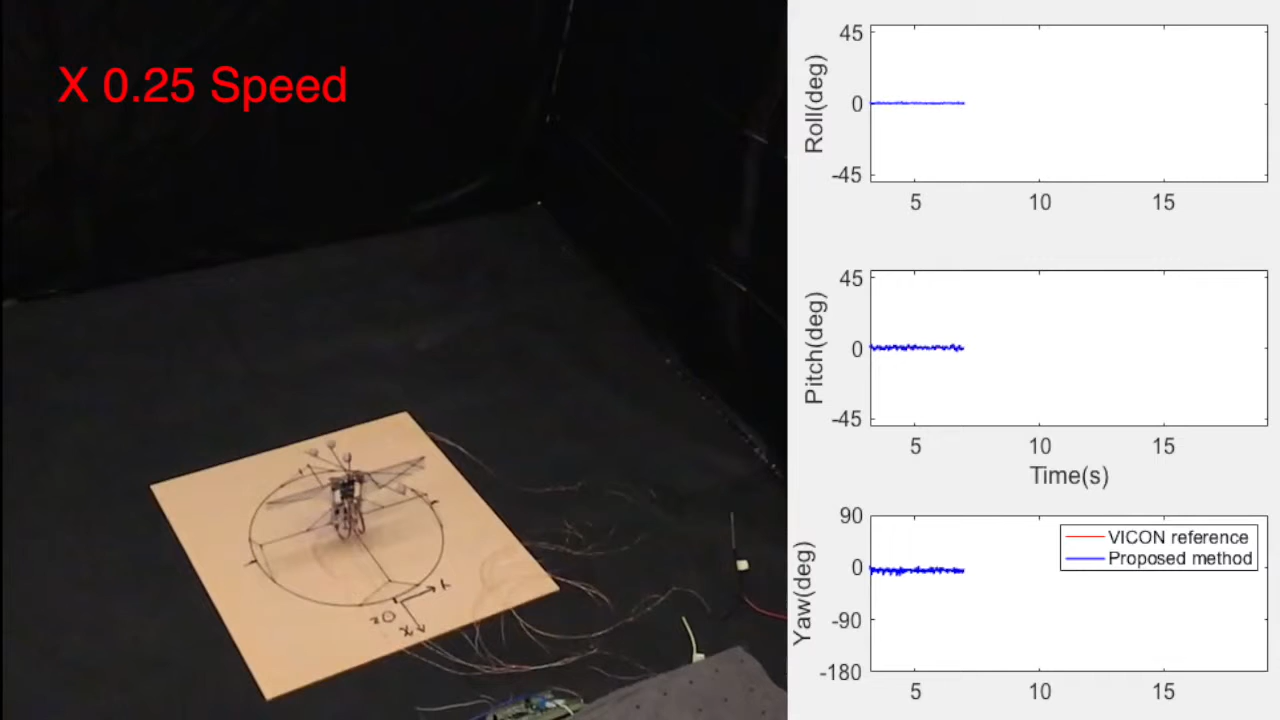 X 0.25 Speed
45
0
-45
Roll(deg)
5 10 15
45
0
-45
Pitch(deg)
5 10 15
Time(s)
90
0
-90
-180
Yaw(deg)
VICON reference
Proposed method
5 10 15
Y
X